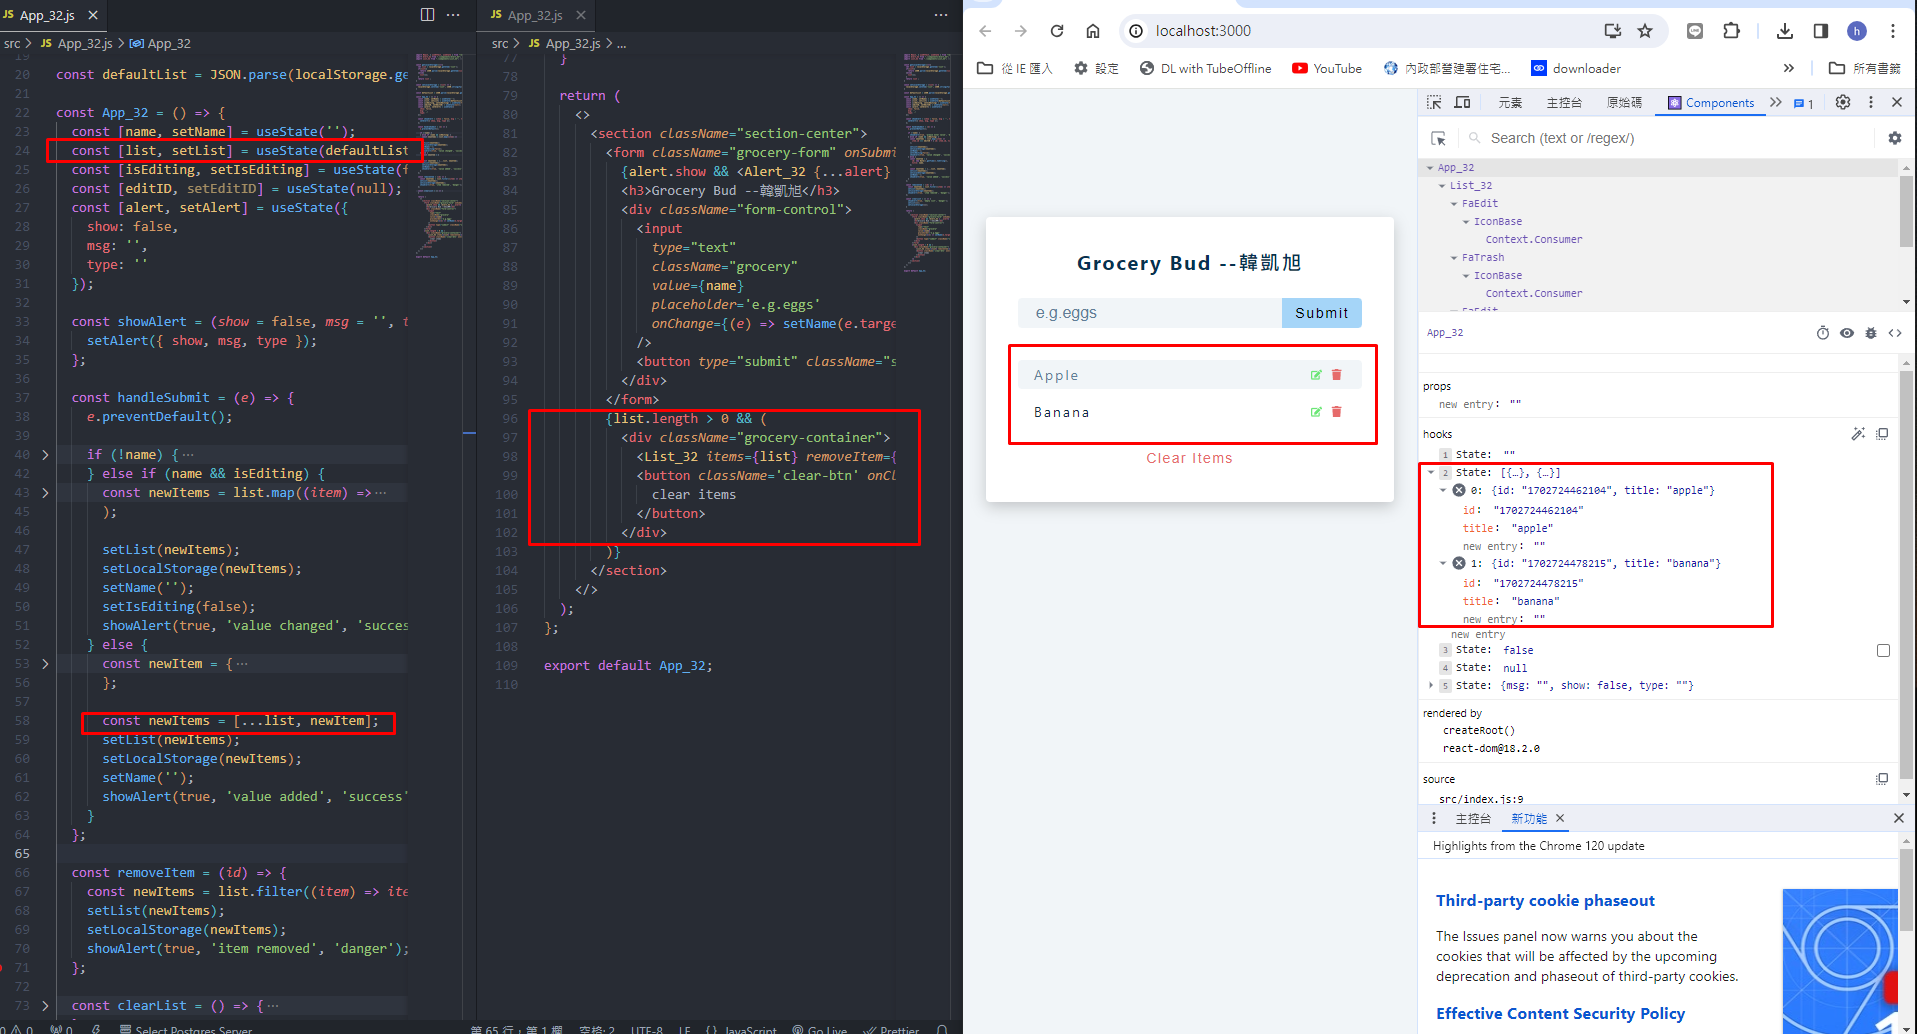 JS App_32.js ×
src > JS App_32.js > App_32
19
20 const defaultList = JSON.parse(localStorage.ge
21
22 const App_32 = () => {
23 const [name, setName] = useState('');
24 const [list, setList] = useState(defaultList
25 const [isEditing, setIsEditing] = useState(f
26 const [editID, setEditID] = useState(null);
27 const [alert, setAlert] = useState({
28 show: false,
29 msg: '',
30 type: ''
31 });
32
33 const showAlert = (show = false, msg = '', t
34 setAlert({ show, msg, type });
35 };
36
37 const handleSubmit = (e) => {
38 e.preventDefault();
39
40 if (!name) {…
42 } else if (name && isEditing) {
43 const newItems = list.map((item) =>…
45 );
46
47 setList(newItems);
48 setLocalStorage(newItems);
49 setName('');
50 setIsEditing(false);
51 showAlert(true, 'value changed', 'succes
52 } else {
53 const newItem = {…
56 };
57
58 const newItems = [...list, newItem];
59 setList(newItems);
60 setLocalStorage(newItems);
61 setName('');
62 showAlert(true, 'value added', 'success'
63 }
64 };
65
66 const removeItem = (id) => {
67 const newItems = list.filter((item) => ite
68 setList(newItems);
69 setLocalStorage(newItems);
70 showAlert(true, 'item removed', 'danger');
71 };
72
73 const clearList = () => {…
JS App_32.js ×
src > JS App_32.js > ...
77 }
78
79 return (
80 <>
81 <section className="section-center">
82 <form className="grocery-form" onSubmi
83 {alert.show && <Alert_32 {...alert}
84 <h3>Grocery Bud --韓凱旭</h3>
85 <div className="form-control">
86 <input
87 type="text"
88 className="grocery"
89 value={name}
90 placeholder='e.g.eggs'
91 onChange={(e) => setName(e.targe
92 />
93 <button type="submit" className="s
94 </div>
95 </form>
96 {list.length > 0 && (
97 <div className="grocery-container">
98 <List_32 items={list} removeItem={
99 <button className='clear-btn' onCl
100 clear items
101 </button>
102 </div>
103 )}
104 </section>
105 </>
106 );
107 };
108
109 export default App_32;
110
0 0 0 Select Postgres Server 第 65 行，第 1 欄 空格: 2 UTF-8 LF {} JavaScript Go Live Prettier
localhost:3000 h
從 IE 匯入 設定 DL with TubeOffline YouTube 內政部營建署住宅... downloader » 所有書籤
Grocery Bud --韓凱旭
e.g.eggs Submit
Apple
Banana
Clear Items
元素 主控台 原始碼 Components 1
Search (text or /regex/)
App_32
List_32
FaEdit
IconBase
Context.Consumer
FaTrash
IconBase
Context.Consumer
FaEdit
App_32
props
new entry: ""
hooks
1 State: ""
2 State: [{…}, {…}]
0: {id: "1702724462104", title: "apple"}
id: "1702724462104"
title: "apple"
new entry: ""
1: {id: "1702724478215", title: "banana"}
id: "1702724478215"
title: "banana"
new entry: ""
new entry
3 State: false
4 State: null
5 State: {msg: "", show: false, type: ""}
rendered by
createRoot()
react-dom@18.2.0
source
src/index.js:9
主控台 新功能 ×
Highlights from the Chrome 120 update
Third-party cookie phaseout
The Issues panel now warns you about the
cookies that will be affected by the upcoming
deprecation and phaseout of third-party cookies.
Effective Content Security Policy